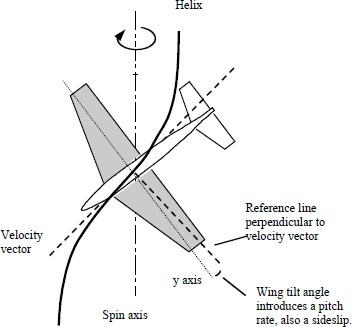 Helix
Reference line
perpendicular to
velocity vector
Velocity
vector
y axis
Wing tilt angle
introduces a pitch
rate, also a sideslip.
Spin axis